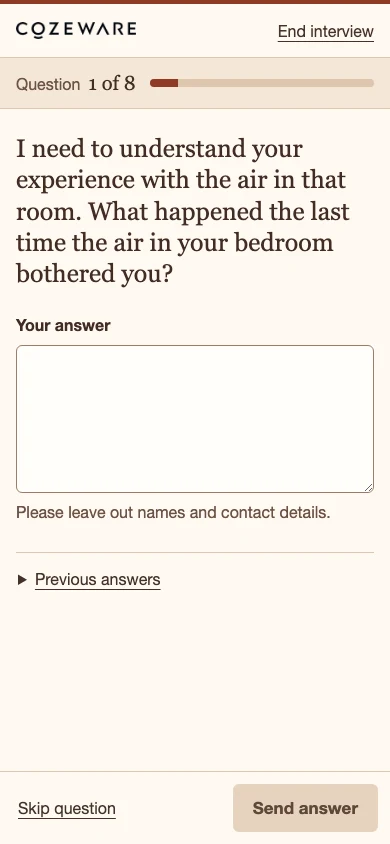 COZEWARE
End interview
Question 1 of 8
I need to understand your
experience with the air in that
room. What happened the last
time the air in your bedroom
bothered you?
Your answer
Please leave out names and contact details.
Previous answers
Skip question
Send answer